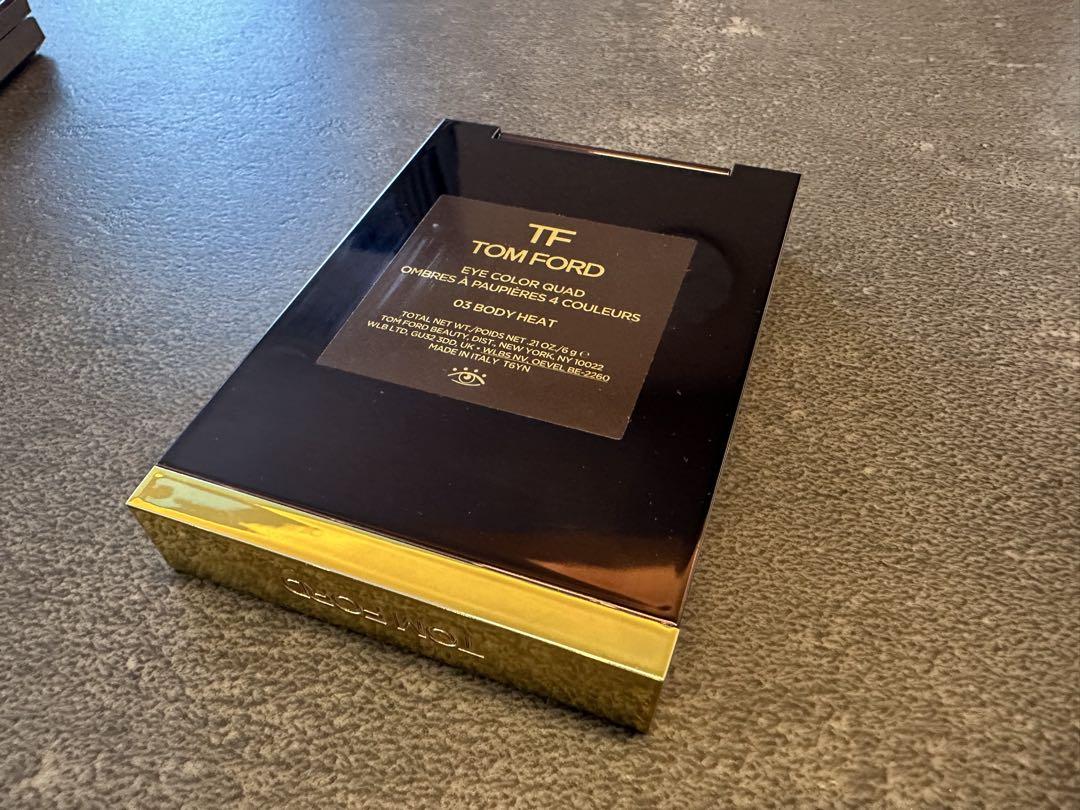 TF
TOM FORD
EYE COLOR QUAD
OMBRES À PAUPIÈRES 4 COULEURS
03 BODY HEAT
TOTAL NET WT./POIDS NET .21 OZ./6 g ℮
TOM FORD BEAUTY, DIST., NEW YORK, NY 10022
WLB LTD, GU32 3DD, UK • WLBS NV, OEVEL BE-2260
MADE IN ITALY T6YN
TOM FORD